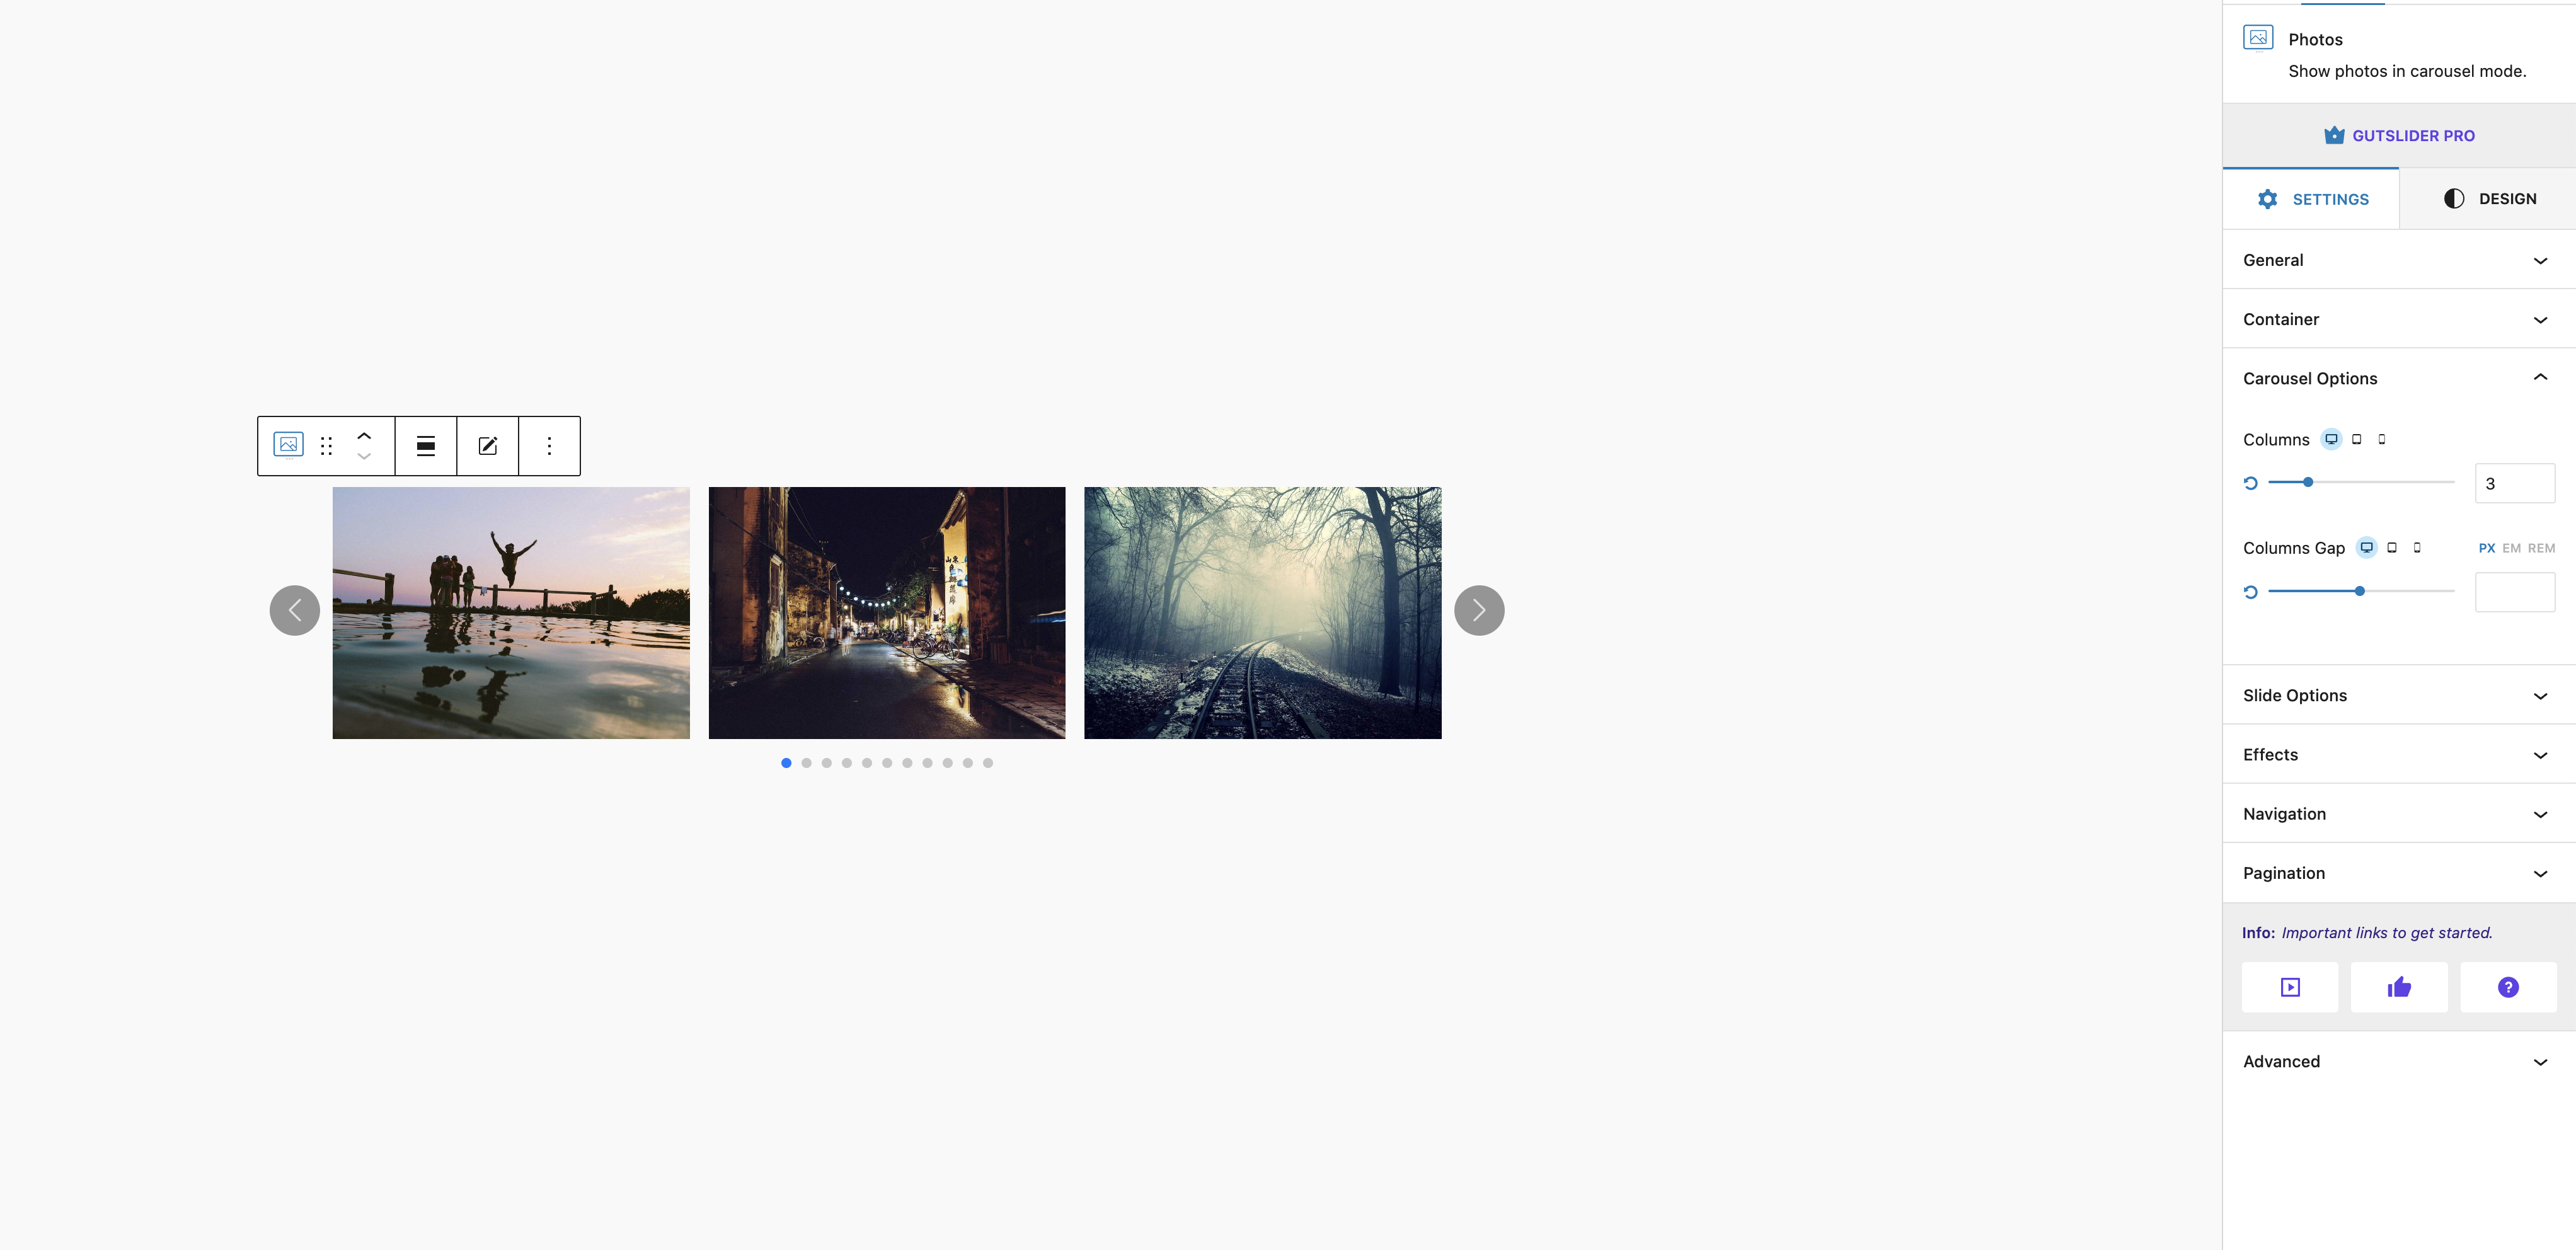 Photos
Show photos in carousel mode.
GUTSLIDER PRO
SETTINGS
DESIGN
General
Container
Carousel Options
Columns
3
Columns Gap
PX EM REM
Slide Options
Effects
Navigation
Pagination
Info: Important links to get started.
Advanced